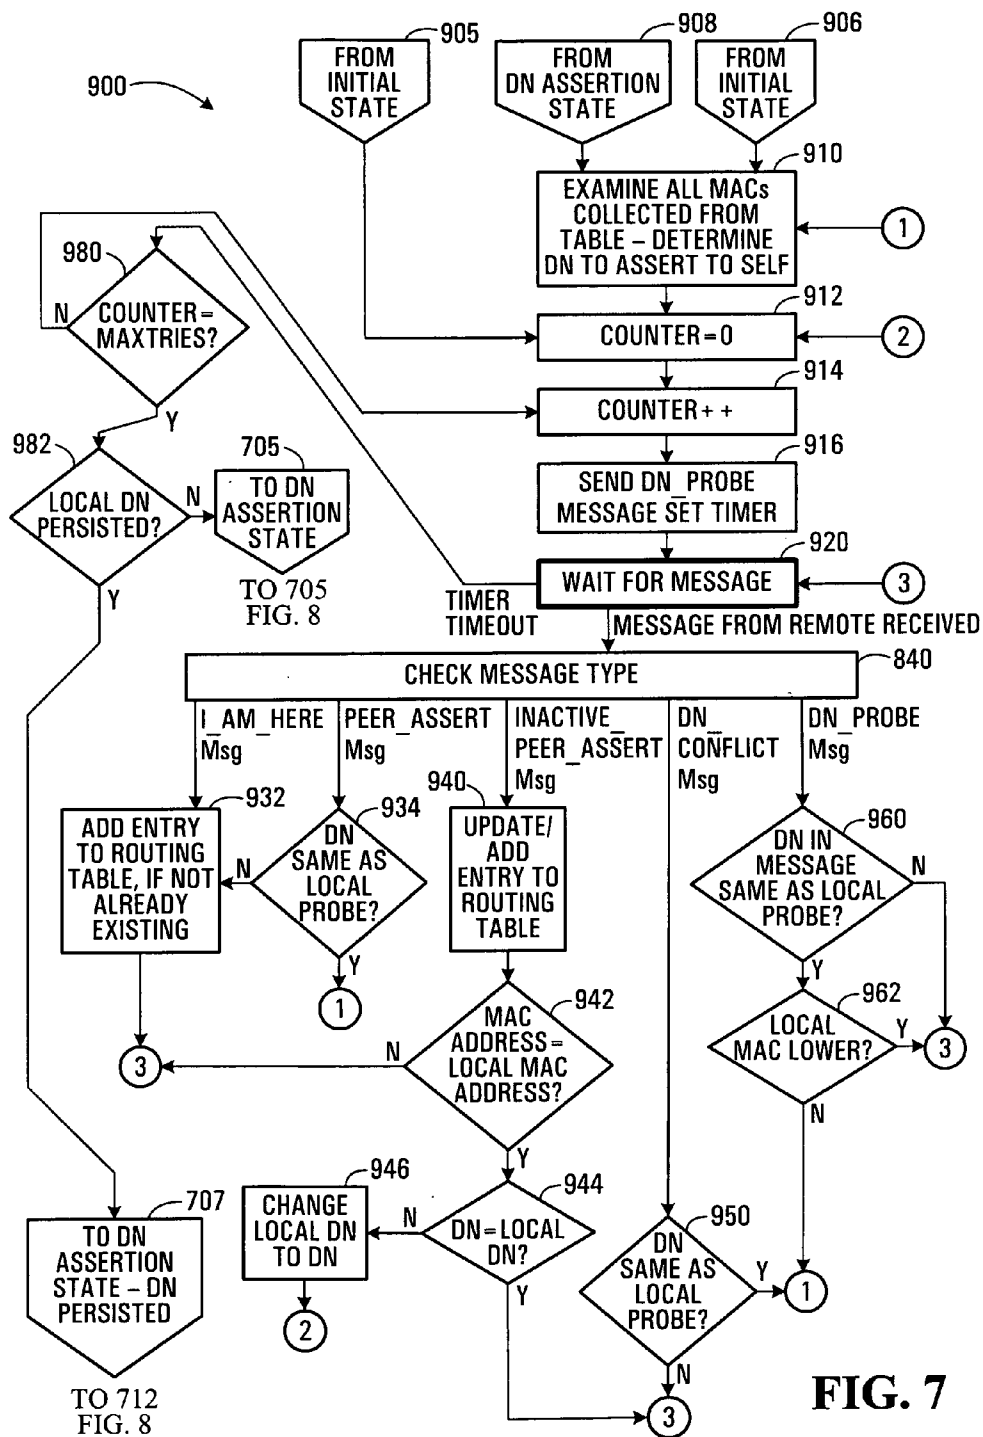 905
908
906
FROM
INITIAL
STATE
FROM
DN ASSERTION
STATE
FROM
INITIAL
STATE
900
910
EXAMINE ALL MACs
COLLECTED FROM
TABLE – DETERMINE
DN TO ASSERT TO SELF
1
980
COUNTER=
MAXTRIES?
N
Y
912
COUNTER=0
2
914
COUNTER++
982
LOCAL DN
PERSISTED?
N
Y
705
TO DN
ASSERTION
STATE
TO 705
FIG. 8
916
SEND DN_PROBE
MESSAGE SET TIMER
920
WAIT FOR MESSAGE
3
TIMER
TIMEOUT
MESSAGE FROM REMOTE RECEIVED
840
CHECK MESSAGE TYPE
I_AM_HERE
Msg
PEER_ASSERT
Msg
INACTIVE_
PEER_ASSERT
Msg
DN_
CONFLICT
Msg
DN_PROBE
Msg
932
ADD ENTRY
TO ROUTING
TABLE, IF NOT
ALREADY
EXISTING
934
DN
SAME AS
LOCAL
PROBE?
N
Y
1
940
UPDATE/
ADD
ENTRY TO
ROUTING
TABLE
960
DN IN
MESSAGE
SAME AS LOCAL
PROBE?
N
Y
942
MAC
ADDRESS=
LOCAL MAC
ADDRESS?
N
Y
3
962
LOCAL
MAC LOWER?
Y
3
N
946
CHANGE
LOCAL DN
TO DN
2
944
DN=LOCAL
DN?
N
Y
950
DN
SAME AS
LOCAL
PROBE?
Y
1
N
3
707
TO DN
ASSERTION
STATE – DN
PERSISTED
TO 712
FIG. 8
FIG. 7